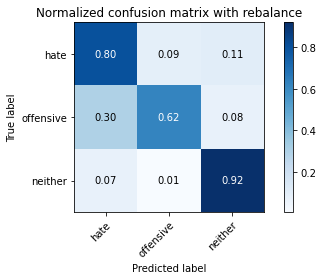 Normalized confusion matrix with rebalance
True label
hate 0.80 0.09 0.11
offensive 0.30 0.62 0.08
neither 0.07 0.01 0.92
hate offensive neither
Predicted label
0.8
0.6
0.4
0.2